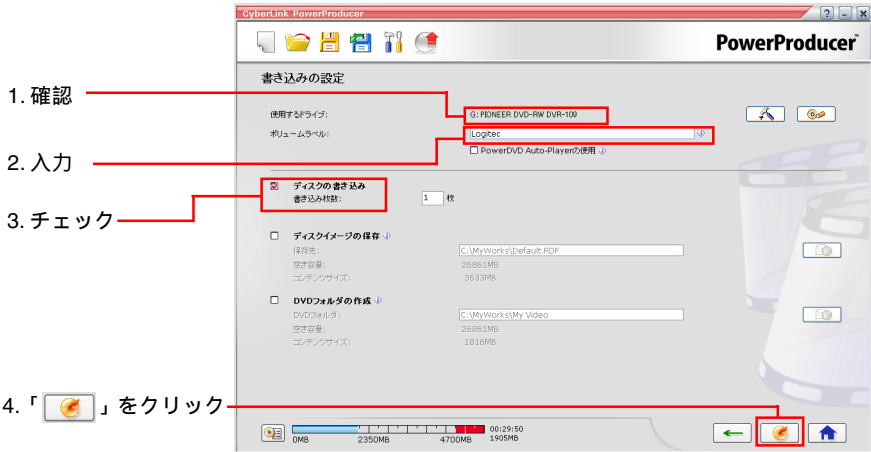 CyberLink PowerProducer
PowerProducer
書き込みの設定
1. 確認
使用するドライブ: G: PIONEER DVD-RW DVR-109
ボリュームラベル: Logitec
PowerDVD Auto-Playerの使用
2. 入力
ディスクの書き込み
書き込み枚数: 1 枚
3. チェック
ディスクイメージの保存
保存先: C:\MyWorks\Default.RDF
空き容量: 26861MB
コンテンツサイズ: 3633MB
DVDフォルダの作成
DVDフォルダ: C:\MyWorks\My Video
空き容量: 26861MB
コンテンツサイズ: 1816MB
4.「 」をクリック
00:29:50
0MB 2350MB 4700MB 1905MB